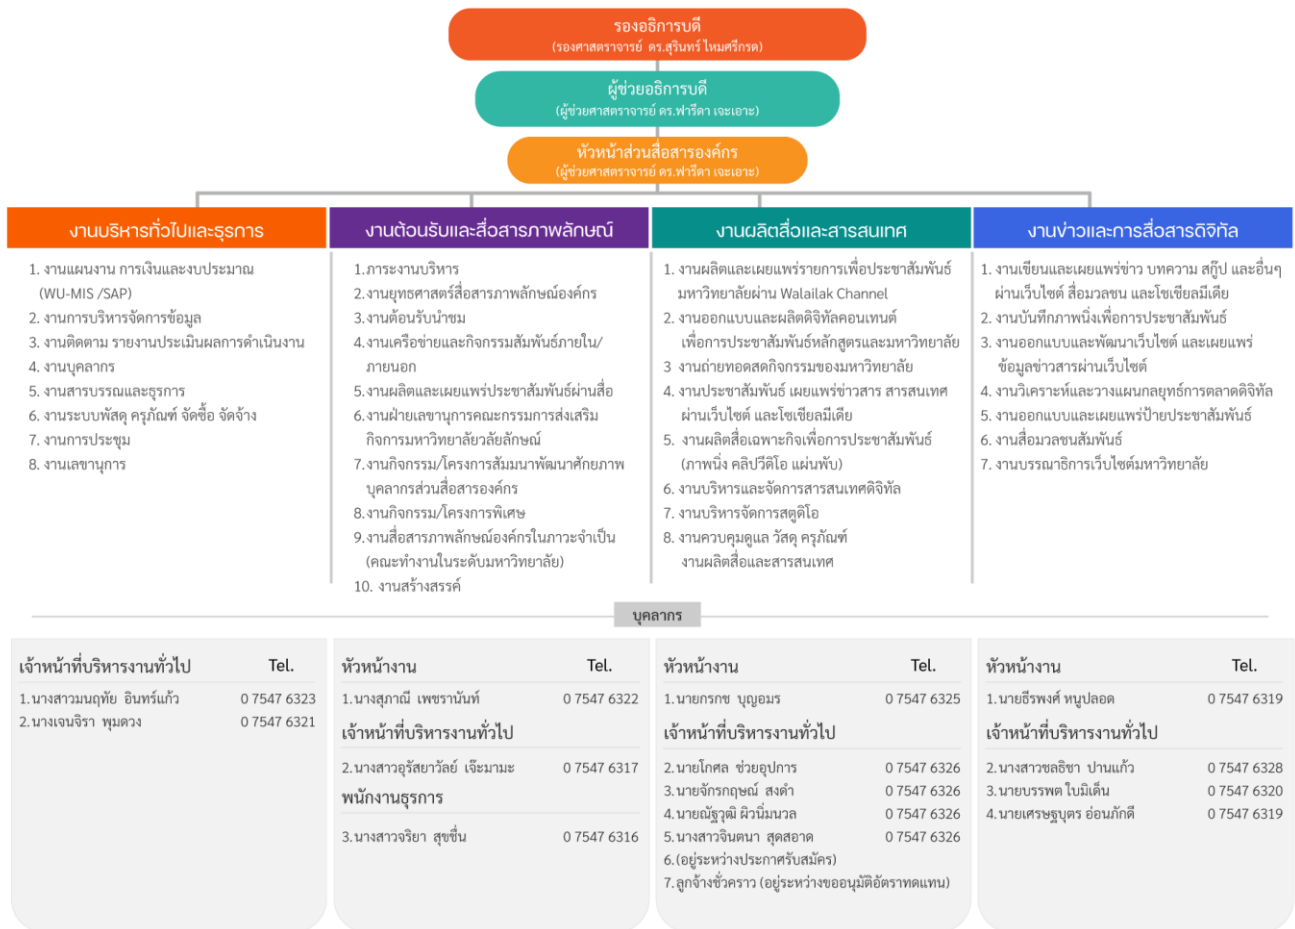 รองอธิการบดี
(รองศาสตราจารย์ ดร.สุรินทร์ ไหมศรีกรด)
ผู้ช่วยอธิการบดี
(ผู้ช่วยศาสตราจารย์ ดร.ฟารีดา เจะเอาะ)
หัวหน้าส่วนสื่อสารองค์กร
(ผู้ช่วยศาสตราจารย์ ดร.ฟารีดา เจะเอาะ)
งานบริหารทั่วไปและธุรการ
1. งานแผนงาน การเงินและงบประมาณ
(WU-MIS /SAP)
2. งานการบริหารจัดการข้อมูล
3. งานติดตาม รายงานประเมินผลการดำเนินงาน
4. งานบุคลากร
5. งานสารบรรณและธุรการ
6. งานระบบพัสดุ ครุภัณฑ์ จัดซื้อ จัดจ้าง
7. งานการประชุม
8. งานเลขานุการ
งานต้อนรับและสื่อสารภาพลักษณ์
1.ภาระงานบริหาร
2.งานยุทธศาสตร์สื่อสารภาพลักษณ์องค์กร
3.งานต้อนรับนำชม
4.งานเครือข่ายและกิจกรรมสัมพันธ์ภายใน/
ภายนอก
5.งานผลิตและเผยแพร่ประชาสัมพันธ์ผ่านสื่อ
6.งานฝ่ายเลขานุการคณะกรรมการส่งเสริม
กิจการมหาวิทยาลัยวลัยลักษณ์
7.งานกิจกรรม/โครงการสัมมนาพัฒนาศักยภาพ
บุคลากรส่วนสื่อสารองค์กร
8.งานกิจกรรม/โครงการพิเศษ
9.งานสื่อสารภาพลักษณ์องค์กรในภาวะจำเป็น
(คณะทำงานในระดับมหาวิทยาลัย)
10. งานสร้างสรรค์
งานผลิตสื่อและสารสนเทศ
1. งานผลิตและเผยแพร่รายการเพื่อประชาสัมพันธ์
มหาวิทยาลัยผ่าน Walailak Channel
2. งานออกแบบและผลิตดิจิทัลคอนเทนต์
เพื่อการประชาสัมพันธ์หลักสูตรและมหาวิทยาลัย
3 งานถ่ายทอดสดกิจกรรมของมหาวิทยาลัย
4. งานประชาสัมพันธ์ เผยแพร่ข่าวสาร สารสนเทศ
ผ่านเว็บไซต์ และโซเชียลมีเดีย
5. งานผลิตสื่อเฉพาะกิจเพื่อการประชาสัมพันธ์
(ภาพนิ่ง คลิปวีดิโอ แผ่นพับ)
6. งานบริหารและจัดการสารสนเทศดิจิทัล
7. งานบริหารจัดการสตูดิโอ
8. งานควบคุมดูแล วัสดุ ครุภัณฑ์
งานผลิตสื่อและสารสนเทศ
งานข่าวและการสื่อสารดิจิทัล
1. งานเขียนและเผยแพร่ข่าว บทความ สกู๊ป และอื่นๆ
ผ่านเว็บไซต์ สื่อมวลชน และโซเชียลมีเดีย
2. งานบันทึกภาพนิ่งเพื่อการประชาสัมพันธ์
3. งานออกแบบและพัฒนาเว็บไซต์ และเผยแพร่
ข้อมูลข่าวสารผ่านเว็บไซต์
4. งานวิเคราะห์และวางแผนกลยุทธ์การตลาดดิจิทัล
5. งานออกแบบและเผยแพร่ป้ายประชาสัมพันธ์
6. งานสื่อมวลชนสัมพันธ์
7. งานบรรณาธิการเว็บไซต์มหาวิทยาลัย
บุคลากร
เจ้าหน้าที่บริหารงานทั่วไป Tel.
1.นางสาวมนฤทัย อินทร์แก้ว 0 7547 6323
2.นางเจนจิรา พุมดวง 0 7547 6321
หัวหน้างาน Tel.
1.นางสุภาณี เพชรานันท์ 0 7547 6322
เจ้าหน้าที่บริหารงานทั่วไป
2.นางสาวอุรัสยาวัลย์ เจ๊ะมามะ 0 7547 6317
พนักงานธุรการ
3.นางสาวจริยา สุขชื่น 0 7547 6316
หัวหน้างาน Tel.
1.นายกรกช บุญอมร 0 7547 6325
เจ้าหน้าที่บริหารงานทั่วไป
2.นายโกศล ช่วยอุปการ 0 7547 6326
3.นายจักรกฤษณ์ สงดำ 0 7547 6326
4.นายณัฐวุฒิ ผิวนิ่มนวล 0 7547 6326
5.นางสาวจินตนา สุดสอาด 0 7547 6326
6.(อยู่ระหว่างประกาศรับสมัคร)
7.ลูกจ้างชั่วคราว (อยู่ระหว่างขออนุมัติอัตราทดแทน)
หัวหน้างาน Tel.
1.นายธีรพงศ์ หนูปลอด 0 7547 6319
เจ้าหน้าที่บริหารงานทั่วไป
2.นางสาวชลธิชา ปานแก้ว 0 7547 6328
3.นายบรรพต ใบมิเด็น 0 7547 6320
4.นายเศรษฐบุตร อ่อนภักดี 0 7547 6319